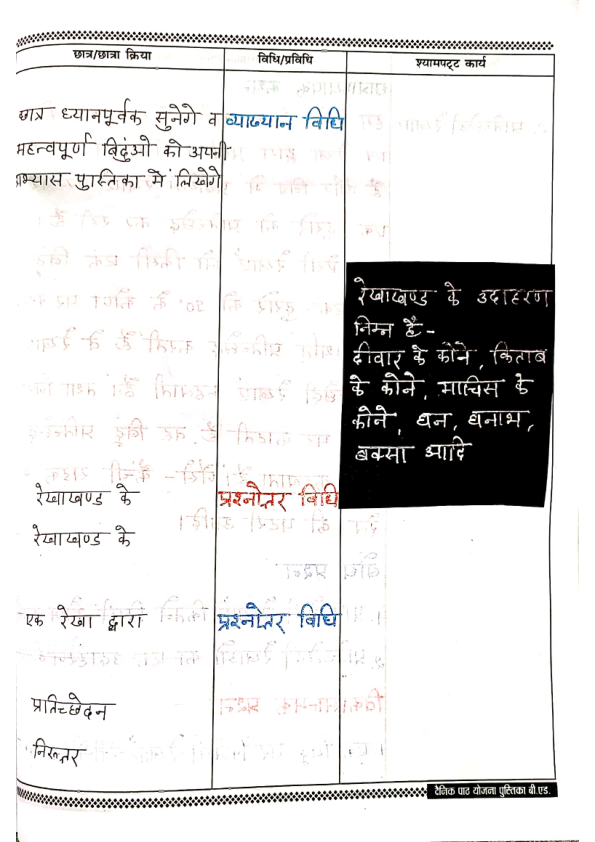 छात्र/छात्रा क्रिया
विधि/प्रविधि
श्यामपट्ट कार्य
छात्र ध्यानपूर्वक सुनेगे व
महत्वपूर्ण बिदुंओ को अपनी
अभ्यास पुस्तिका में लिखेगे
व्याख्यान विधि
रेखाखण्ड के उदाहरण
निम्न है -
दीवार के कोने, किताब
के कोने, माचिस के
कोने, घन, घनाभ,
बक्सा आदि
रेखाखण्ड के
प्रश्नोत्तर विधि
रेखाखण्ड के
एक रेखा द्वारा
प्रश्नोत्तर विधि
प्रतिच्छेदन
निरूत्तर
दैनिक पाठ योजना पुस्तिका बी.एड.